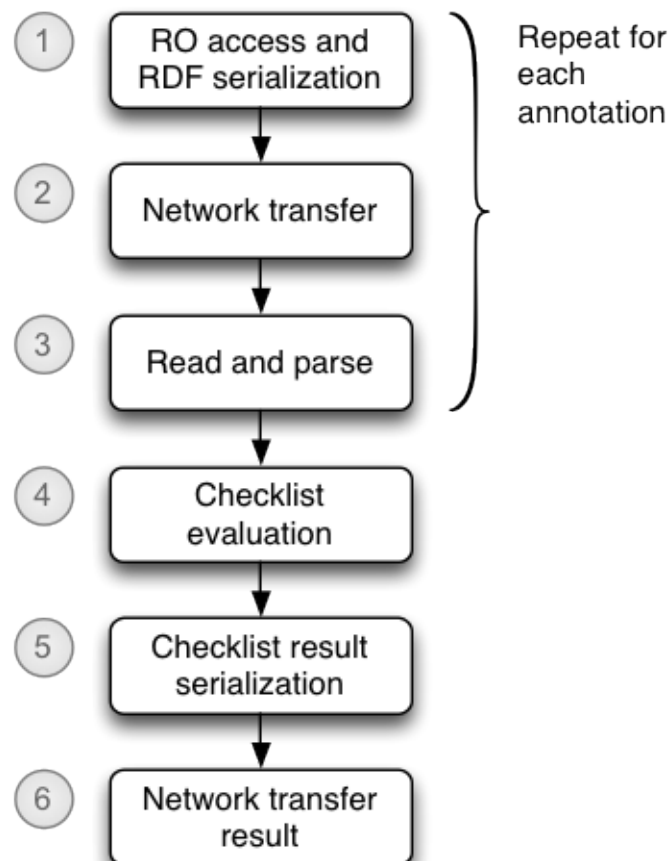 1
RO access and
RDF serialization
Repeat for
each
annotation
2
Network transfer
3
Read and parse
4
Checklist
evaluation
5
Checklist result
serialization
6
Network transfer
result